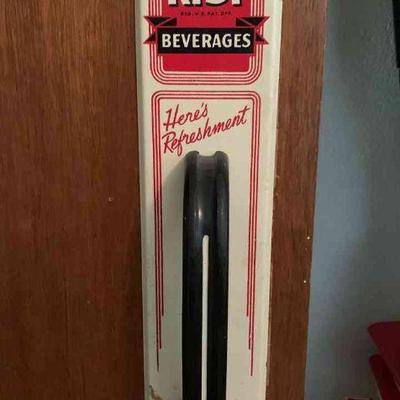 REG. U.S. PAT. OFF.
BEVERAGES
Here's
Refreshment